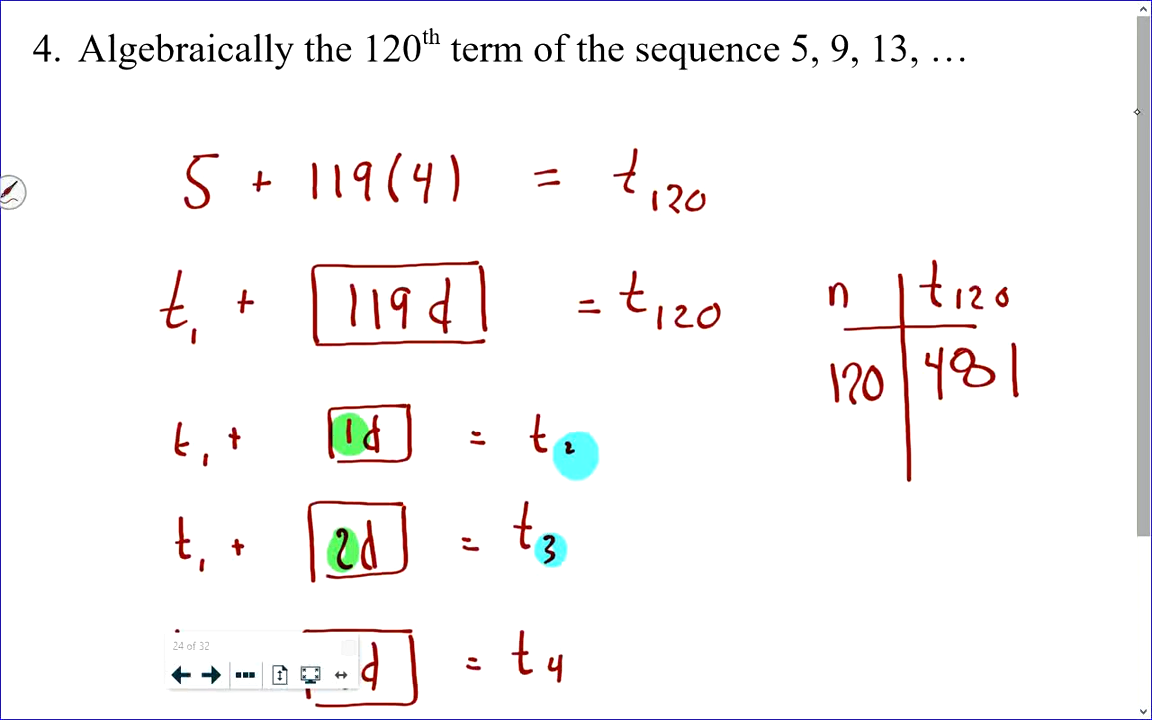 4. Algebraically the 120th term of the sequence 5, 9, 13, …
5 + 119(4) = t120
t1 + 119d = t120
n t120
120 481
t1 + 1d = t2
t1 + 2d = t3
d = t4
24 of 32